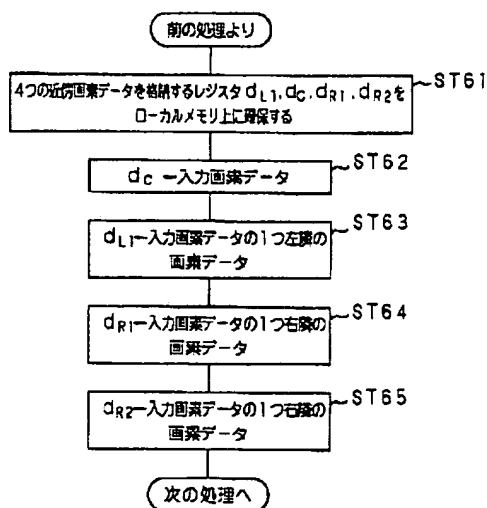 前の処理より
4つの近傍画素データを格納するレジスタ dL1, dC, dR1, dR2を
ローカルメモリ上に確保する
ST61
dC ←入力画素データ
ST62
dL1←入力画素データの1つ左隣の
画素データ
ST63
dR1←入力画素データの1つ右隣の
画素データ
ST64
dR2←入力画素データの1つ右隣の
画素データ
ST65
次の処理へ